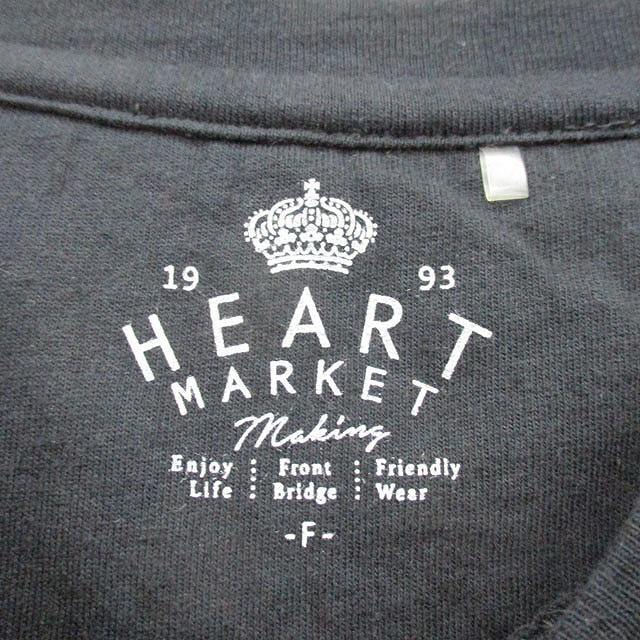 19 93
HEART
MARKET
Making
Enjoy Front Friendly
Life Bridge Wear
-F-